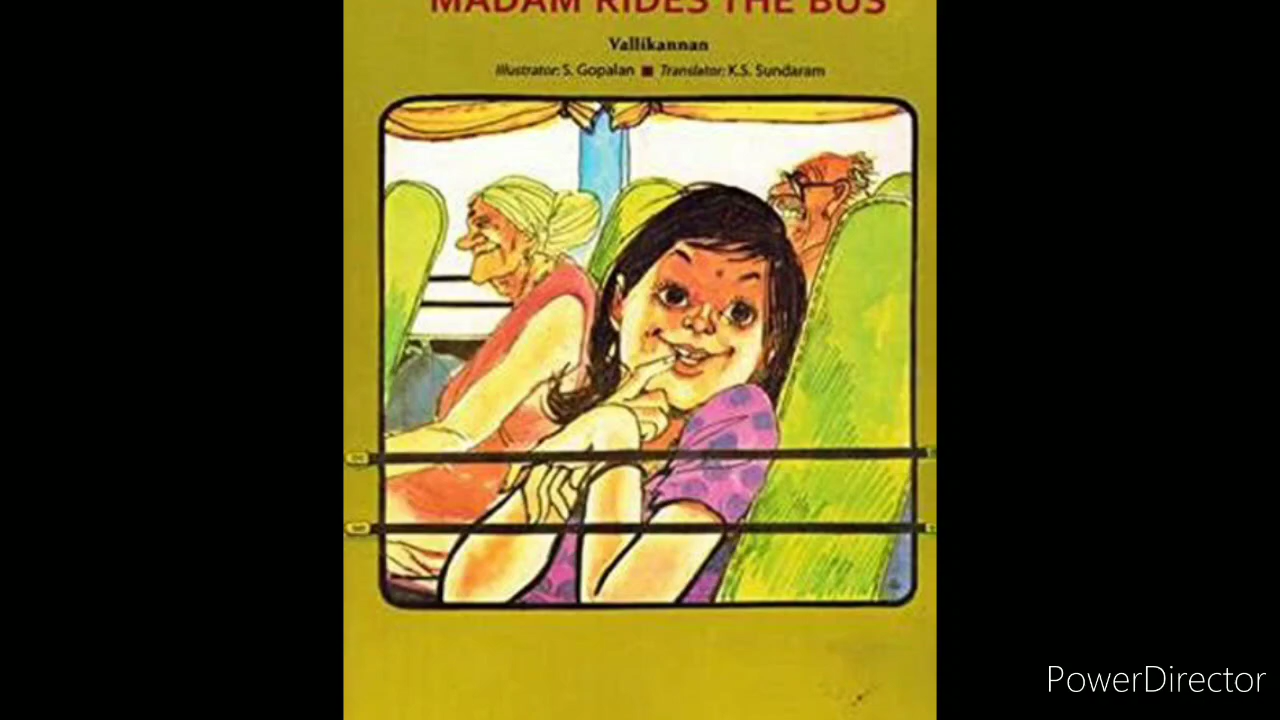 MADAM RIDES THE BUS
Vallikannan
Illustrator: S. Gopalan ■ Translator: K.S. Sundaram
PowerDirector